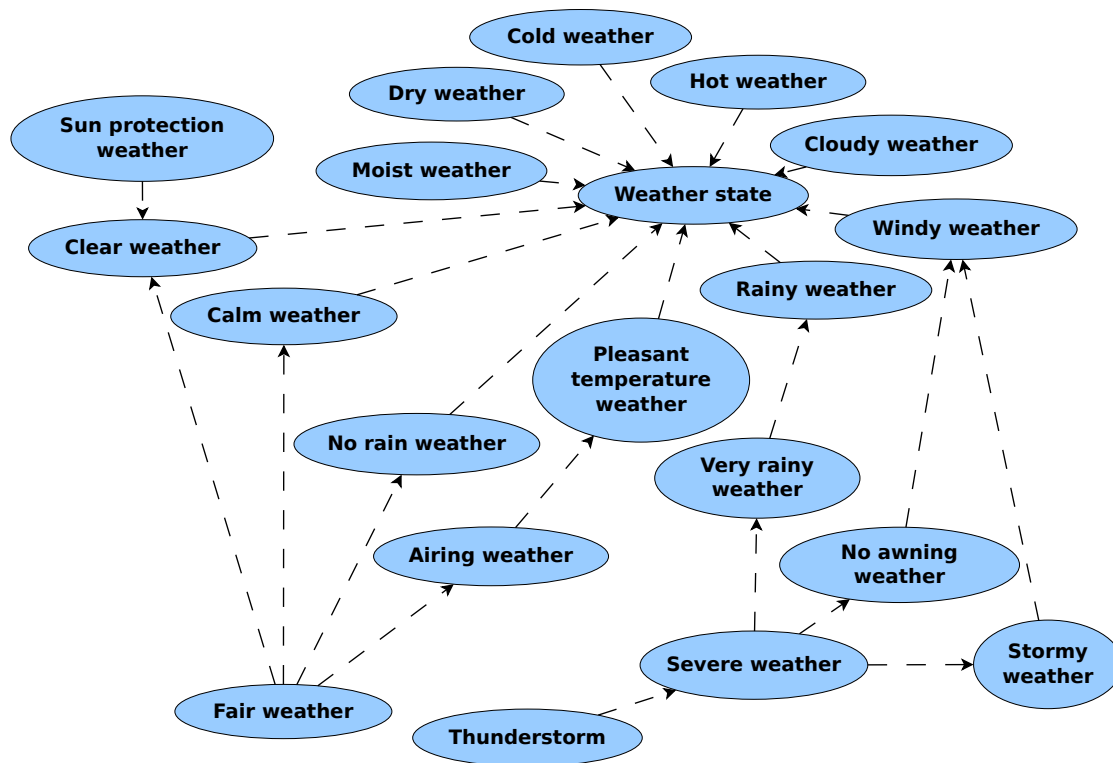 Cold weather
Hot weather
Dry weather
Sun protection
weather
Cloudy weather
Moist weather
Weather state
Windy weather
Clear weather
Rainy weather
Calm weather
Pleasant
temperature
weather
No rain weather
Very rainy
weather
Airing weather
No awning
weather
Severe weather
Stormy
weather
Fair weather
Thunderstorm